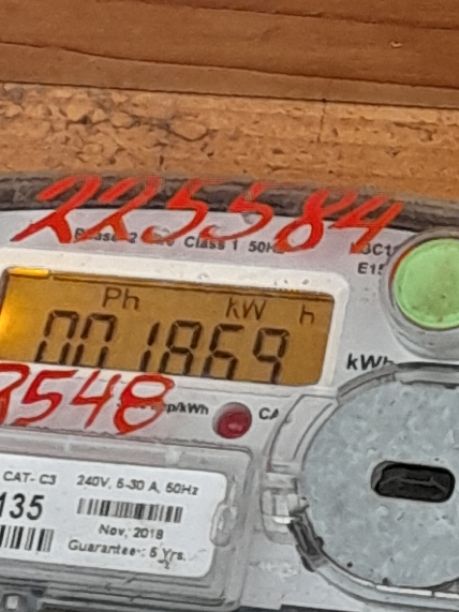 225584
Class 1 50Hz
Ph kW h
001869
kWh
3548
CAT- C3 240V, 5-30 A, 50Hz
135
Nov, 2018
Guarantee-: 5 Yrs.